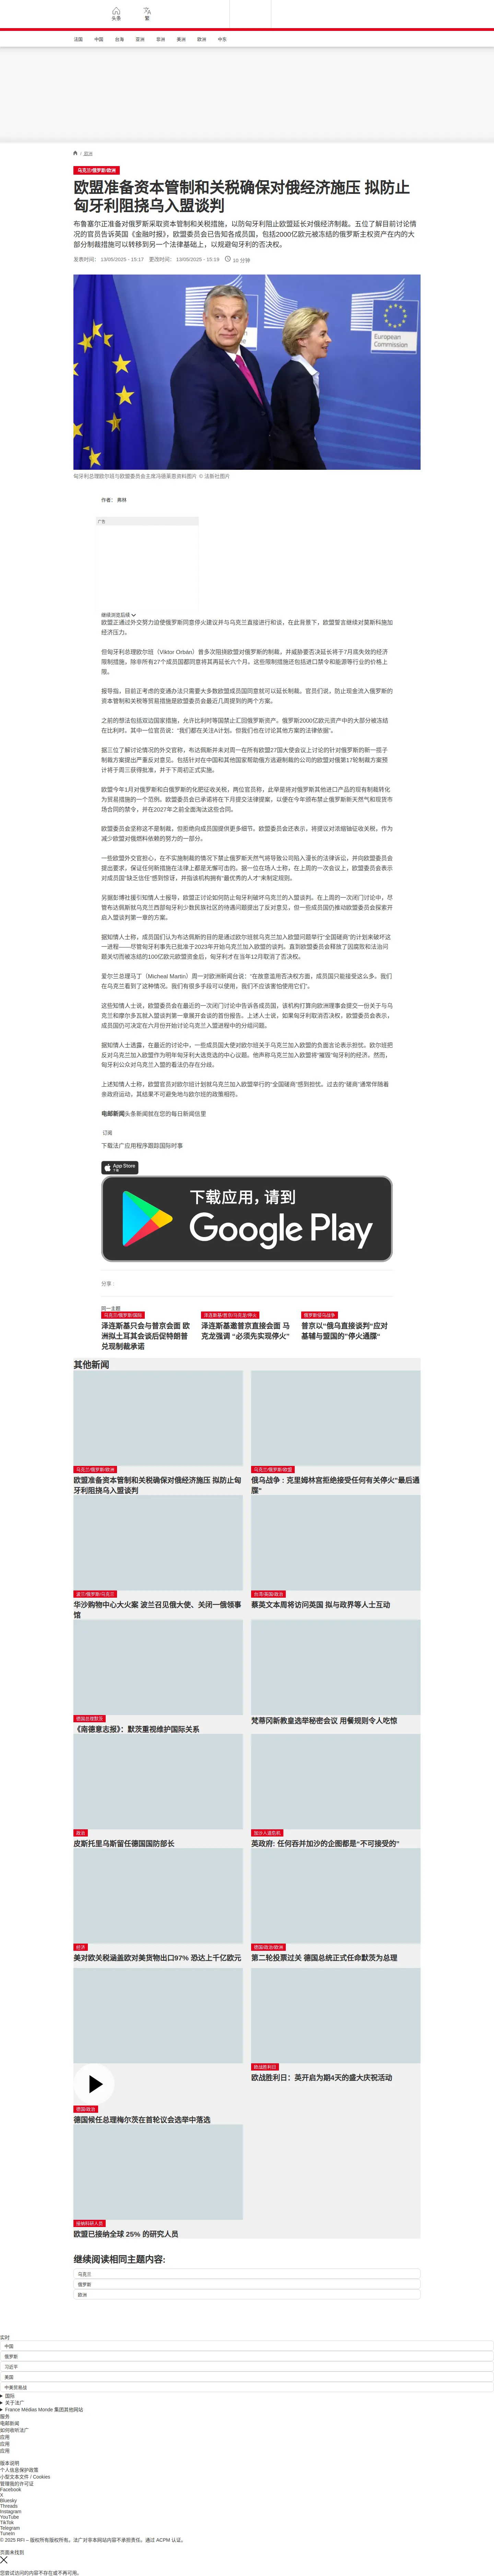 头条
繁
法国
中国
台海
亚洲
非洲
美洲
欧洲
中东
/ 欧洲
乌克兰/俄罗斯/欧洲
欧盟准备资本管制和关税确保对俄经济施压 拟防止
匈牙利阻挠乌入盟谈判
布鲁塞尔正准备对俄罗斯采取资本管制和关税措施，以防匈牙利阻止欧盟延长对俄经济制裁。五位了解目前讨论情
况的官员告诉英国《金融时报》，欧盟委员会已告知各成员国，包括2000亿欧元被冻结的俄罗斯主权资产在内的大
部分制裁措施可以转移到另一个法律基础上，以规避匈牙利的否决权。
发表时间： 13/05/2025 - 15:17 更改时间： 13/05/2025 - 15:19 10 分钟
European
Commission
匈牙利总理欧尔班与欧盟委员会主席冯德莱恩资料图片 © 法新社图片
作者： 弗林
广告
继续浏览后续
欧盟正通过外交努力迫使俄罗斯同意停火建议并与乌克兰直接进行和谈，在此背景下，欧盟誓言继续对莫斯科施加
经济压力。
但匈牙利总理欧尔班（Viktor Orbán）曾多次阻挠欧盟对俄罗斯的制裁，并威胁要否决延长将于7月底失效的经济
限制措施，除非所有27个成员国都同意将其再延长六个月。这些限制措施还包括进口禁令和能源等行业的价格上
限。
报导指，目前正考虑的变通办法只需要大多数欧盟成员国同意就可以延长制裁。官员们说，防止现金流入俄罗斯的
资本管制和关税等贸易措施是欧盟委员会最近几周提到的两个方案。
之前的想法包括双边国家措施，允许比利时等国禁止汇回俄罗斯资产。俄罗斯2000亿欧元资产中的大部分被冻结
在比利时。其中一位官员说："我们都在关注A计划。但我们也在讨论其他方案的法律依据"。
据三位了解讨论情况的外交官称，布达佩斯并未对周一在所有欧盟27国大使会议上讨论的针对俄罗斯的新一揽子
制裁方案提出严重反对意见。包括针对在中国和其他国家帮助俄方逃避制裁的公司的欧盟对俄第17轮制裁方案预
计将于周三获得批准，并于下周初正式实施。
欧盟今年1月对俄罗斯和白俄罗斯的化肥征收关税，两位官员称，此举是将对俄罗斯其他进口产品的现有制裁转化
为贸易措施的一个范例。欧盟委员会已承诺将在下月提交法律提案，以便在今年颁布禁止俄罗斯新天然气和现货市
场合同的禁令，并在2027年之前全面淘汰这些合同。
欧盟委员会坚称这不是制裁，但拒绝向成员国提供更多细节。欧盟委员会还表示，将提议对浓缩铀征收关税，作为
减少欧盟对俄燃料依赖的努力的一部分。
一些欧盟外交官担心，在不实施制裁的情况下禁止俄罗斯天然气将导致公司陷入漫长的法律诉讼，并向欧盟委员会
提出要求，保证任何新措施在法律上都是无懈可击的。据一位在场人士称，在上周的一次会议上，欧盟委员会表示
对成员国"缺乏信任"感到惊讶，并指该机构拥有"最优秀的人才"来制定规则。
另据彭博社援引知情人士报导，欧盟正讨论如何防止匈牙利破坏乌克兰的入盟谈判。在上周的一次闭门讨论中，尽
管布达佩斯就乌克兰西部匈牙利少数民族社区的待遇问题提出了反对意见，但一些成员国仍推动欧盟委员会探索开
启入盟谈判第一章的方案。
据知情人士称，成员国们认为布达佩斯的目的是通过欧尔班就乌克兰加入欧盟问题举行"全国磋商"的计划来破坏这
一进程——尽管匈牙利事先已批准于2023年开始乌克兰加入欧盟的谈判。直到欧盟委员会释放了因腐败和法治问
题关切而被冻结的100亿欧元欧盟资金后，匈牙利才在当年12月取消了否决权。
爱尔兰总理马丁（Micheal Martin）周一对欧洲新闻台说："在故意滥用否决权方面，成员国只能接受这么多，我们
在乌克兰看到了这种情况。我们有很多手段可以使用，我们不应该害怕使用它们"。
这些知情人士说，欧盟委员会在最近的一次闭门讨论中告诉各成员国，该机构打算向欧洲理事会提交一份关于与乌
克兰和摩尔多瓦就入盟谈判第一章展开会谈的首份报告。上述人士说，如果匈牙利取消否决权，欧盟委员会表示，
成员国仍可决定在六月份开始讨论乌克兰入盟进程中的分组问题。
据知情人士透露，在最近的讨论中，一些成员国大使对欧尔班关于乌克兰加入欧盟的负面言论表示担忧。欧尔班把
反对乌克兰加入欧盟作为明年匈牙利大选竞选的中心议题。他声称乌克兰入欧盟将"摧毁"匈牙利的经济。然而，
匈牙利公众对乌克兰入盟的看法仍存在分歧。
上述知情人士称，欧盟官员对欧尔班计划就乌克兰加入欧盟举行的"全国磋商"感到担忧。过去的"磋商"通常伴随着
亲政府运动，其结果不可避免地与欧尔班的政策相符。
电邮新闻头条新闻就在您的每日新闻信里
订阅
下载法广应用程序跟踪国际时事
App Store
下载
下载应用，请到
Google Play
分享 :
同一主题
乌克兰/俄罗斯/国际
泽连斯基只会与普京会面 欧
洲拟土耳其会谈后促特朗普
兑现制裁承诺
泽连斯基/普京/乌克龙/停火
泽连斯基邀普京直接会面 马
克龙强调 "必须先实现停火"
俄罗斯侵乌战争
普京以"俄乌直接谈判"应对
基辅与盟国的"停火通牒"
其他新闻
乌克兰/俄罗斯/欧洲
欧盟准备资本管制和关税确保对俄经济施压 拟防止匈
牙利阻挠乌入盟谈判
乌克兰/俄罗斯/欧盟
俄乌战争 : 克里姆林宫拒绝接受任何有关停火"最后通
牒"
波兰/俄罗斯/乌克兰
华沙购物中心大火案 波兰召见俄大使、关闭一俄领事
馆
台湾/英国/政治
蔡英文本周将访问英国 拟与政界等人士互动
德国总理默茨
《南德意志报》：默茨重视维护国际关系
梵蒂冈新教皇选举秘密会议 用餐规则令人吃惊
政治
皮斯托里乌斯留任德国国防部长
加沙人道危机
英政府: 任何吞并加沙的企图都是"不可接受的"
经济
美对欧关税涵盖欧对美货物出口97% 恐达上千亿欧元
德国/政治/欧洲
第二轮投票过关 德国总统正式任命默茨为总理
德国/政治
德国候任总理梅尔茨在首轮议会选举中落选
欧战胜利日
欧战胜利日：英开启为期4天的盛大庆祝活动
接纳科研人员
欧盟已接纳全球 25% 的研究人员
继续阅读相同主题内容:
乌克兰
俄罗斯
欧洲
实时
中国
俄罗斯
习近平
美国
中美贸易战
国际
关于法广
France Médias Monde 集团其他网站
服务
电邮新闻
如何收听法广
应用
应用
应用
版本说明
个人信息保护政策
小型文本文件 / Cookies
管理我的许可证
Facebook
X
Bluesky
Threads
Instagram
YouTube
TikTok
Telegram
TuneIn
© 2025 RFI – 版权所有版权所有。法广对非本网站内容不承担责任。通过 ACPM 认证。
页面未找到
您尝试访问的内容不存在或不再可用。